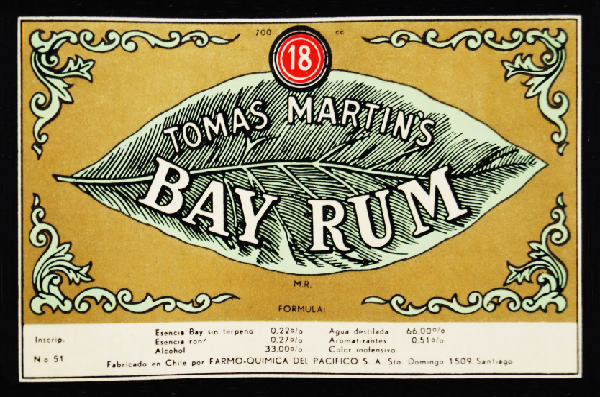 700 cc
18
TOMAS MARTIN'S
BAY RUM
M.R.
FORMULA:
Inscrip.
No 51
Esencia Bay sin terpeno 0.22%
Esencia ron 0.27%
Alcohol 33.00%
Agua destilada 66.00%
Aromatizantes 0.51%
Color inofensivo
Fabricado en Chile por FARMO-QUIMICA DEL PACIFICO S. A. Sto. Domingo 1509. Santiago